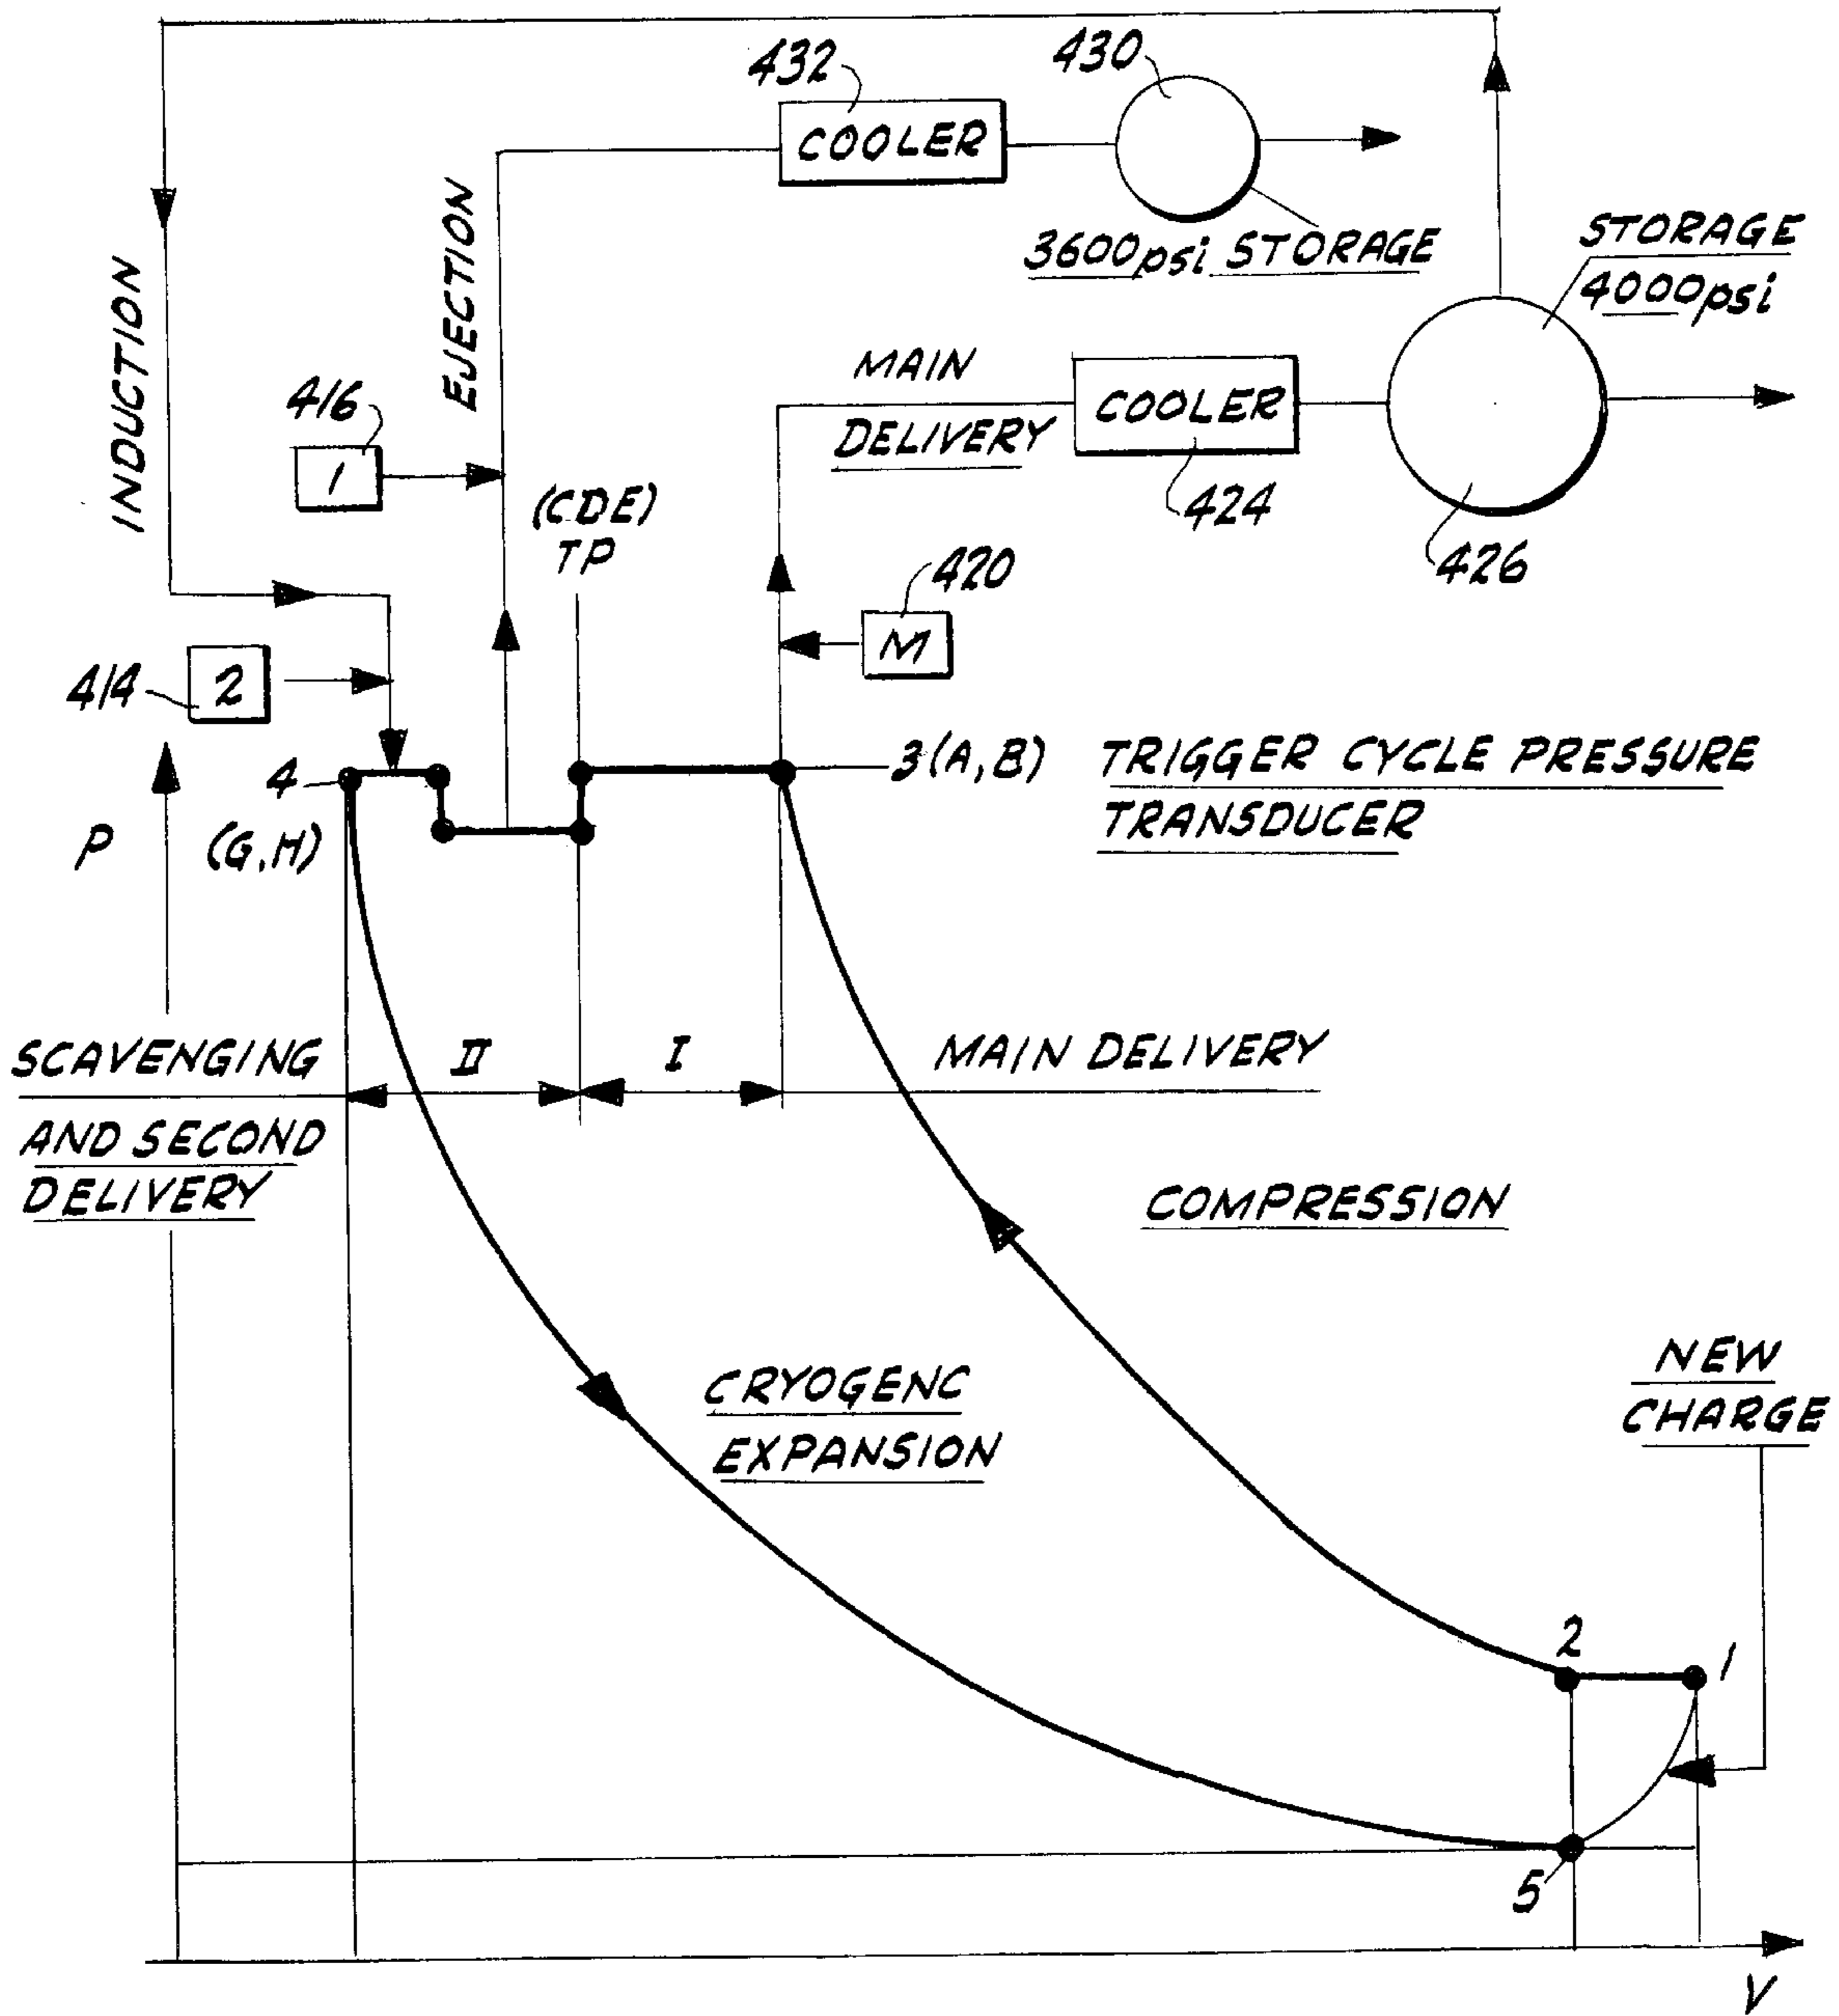 432
430
COOLER
3600psi STORAGE
STORAGE
4000psi
INDUCTION
EJECTION
MAIN
DELIVERY
COOLER
416
1
(CDE)
TP
424
426
420
M
414
2
4
3(A,B)
TRIGGER CYCLE PRESSURE
TRANSDUCER
P
(G,H)
SCAVENGING
AND SECOND
DELIVERY
II
I
MAIN DELIVERY
COMPRESSION
CRYOGENC
EXPANSION
NEW
CHARGE
2
1
5
V